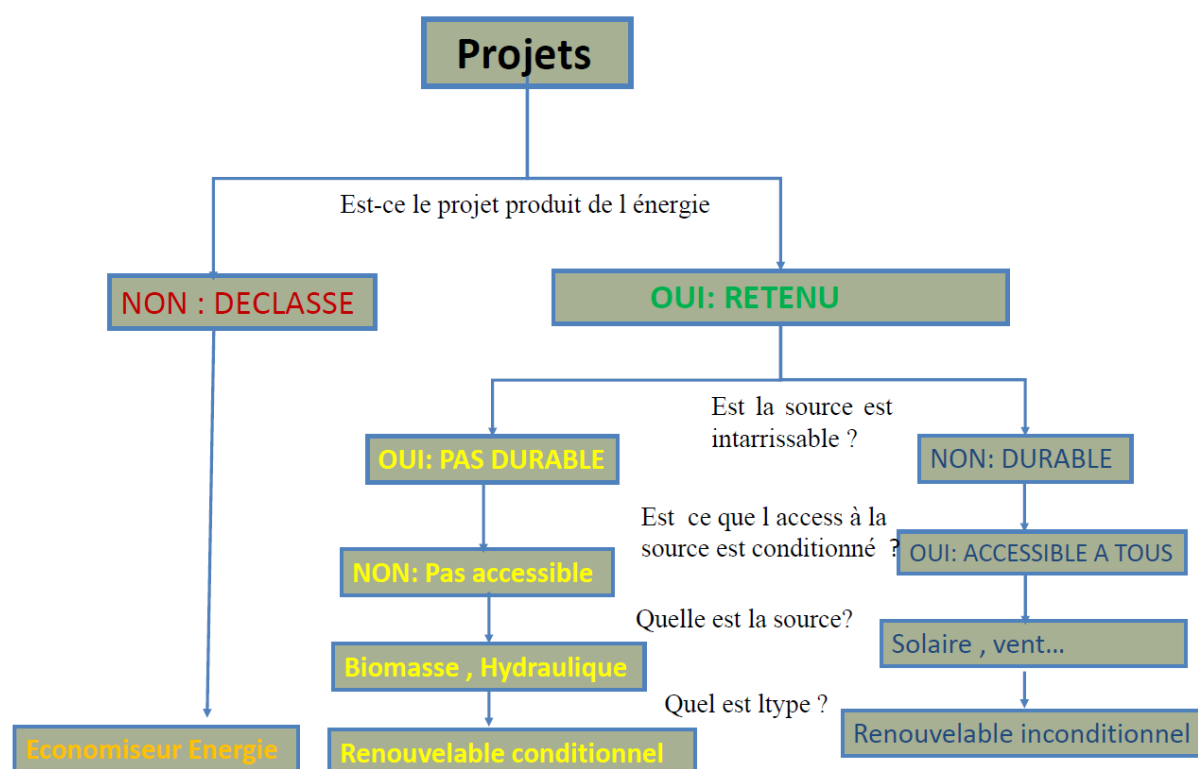 Projets
Est-ce le projet produit de l énergie
NON : DECLASSE
OUI: RETENU
Est la source est
intarrissable ?
OUI: PAS DURABLE
NON: DURABLE
Est ce que l access à la
source est conditionné ?
OUI: ACCESSIBLE A TOUS
NON: Pas accessible
Quelle est la source?
Solaire , vent...
Biomasse , Hydraulique
Quel est ltype ?
Renouvelable inconditionnel
Economiseur Energie
Renouvelable conditionnel